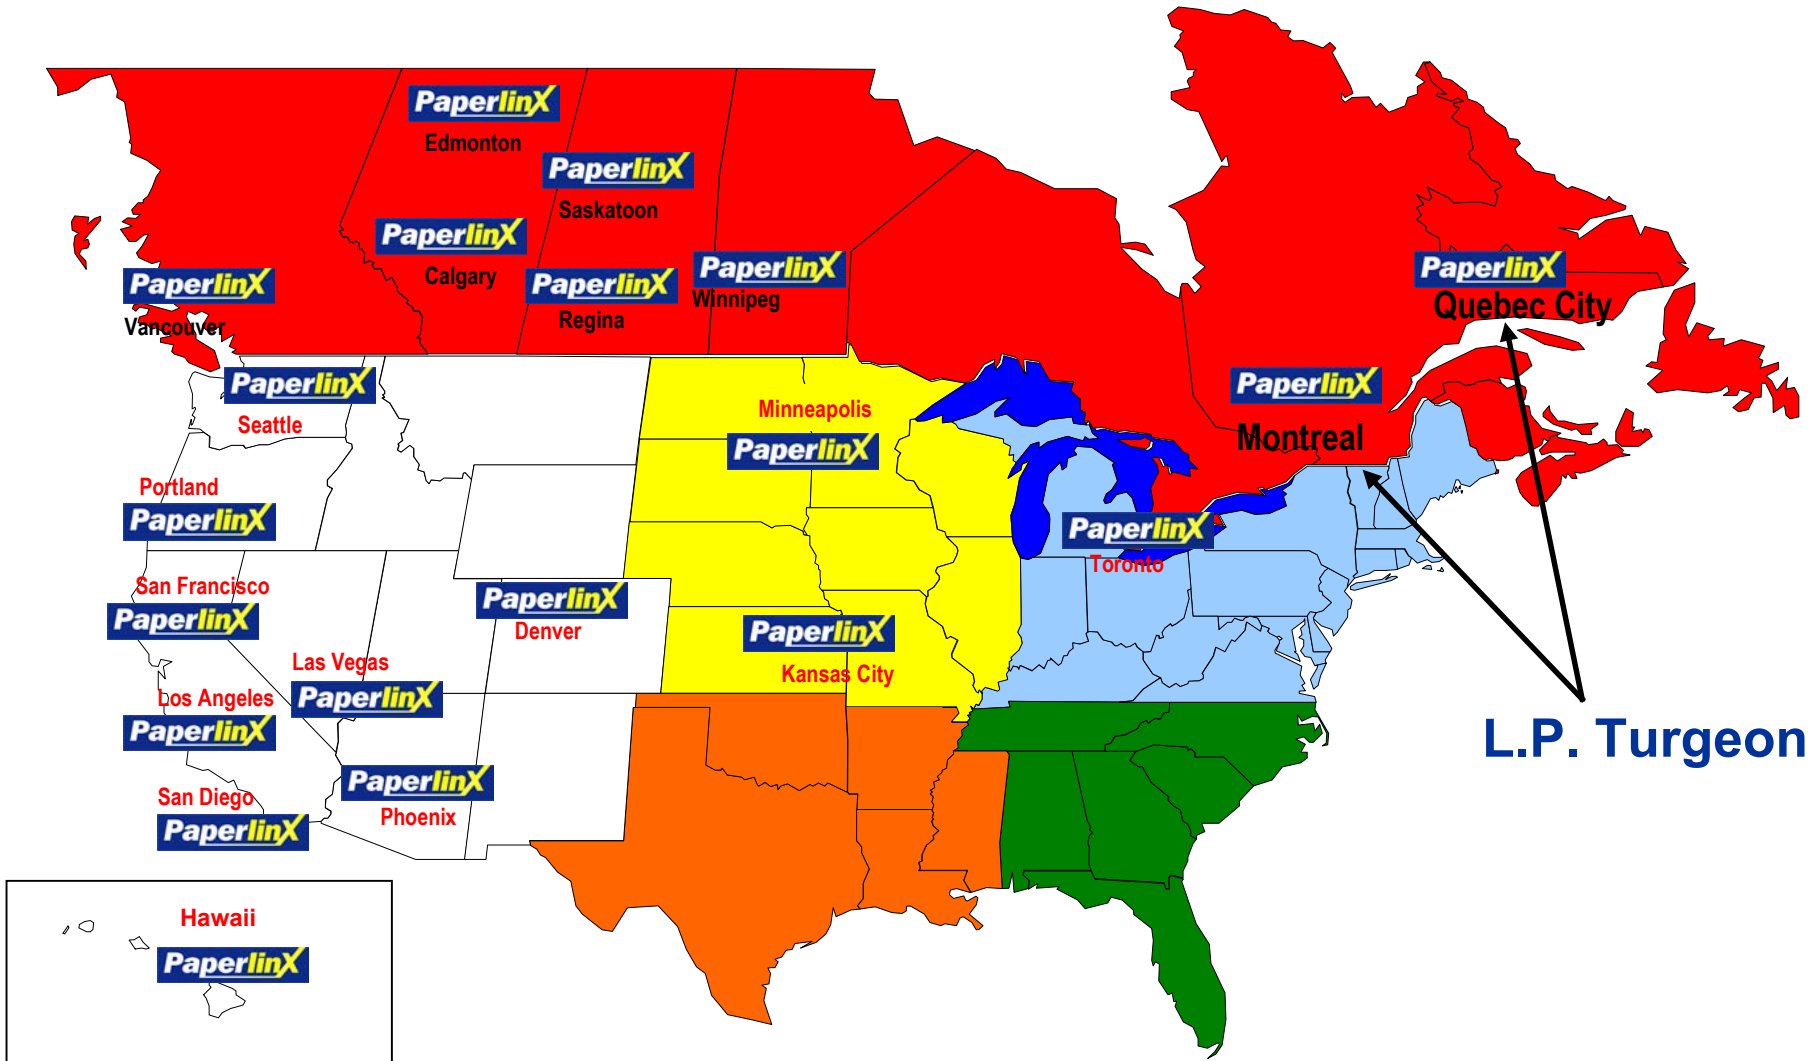 PaperlinX
Edmonton
PaperlinX
Saskatoon
PaperlinX
Calgary
PaperlinX
Winnipeg
PaperlinX
Regina
PaperlinX
Vancouver
PaperlinX
Quebec City
PaperlinX
Seattle
PaperlinX
Montreal
Minneapolis
PaperlinX
Portland
PaperlinX
PaperlinX
Toronto
San Francisco
PaperlinX
PaperlinX
Denver
PaperlinX
Kansas City
Las Vegas
PaperlinX
Los Angeles
PaperlinX
L.P. Turgeon
PaperlinX
Phoenix
San Diego
PaperlinX
Hawaii
PaperlinX